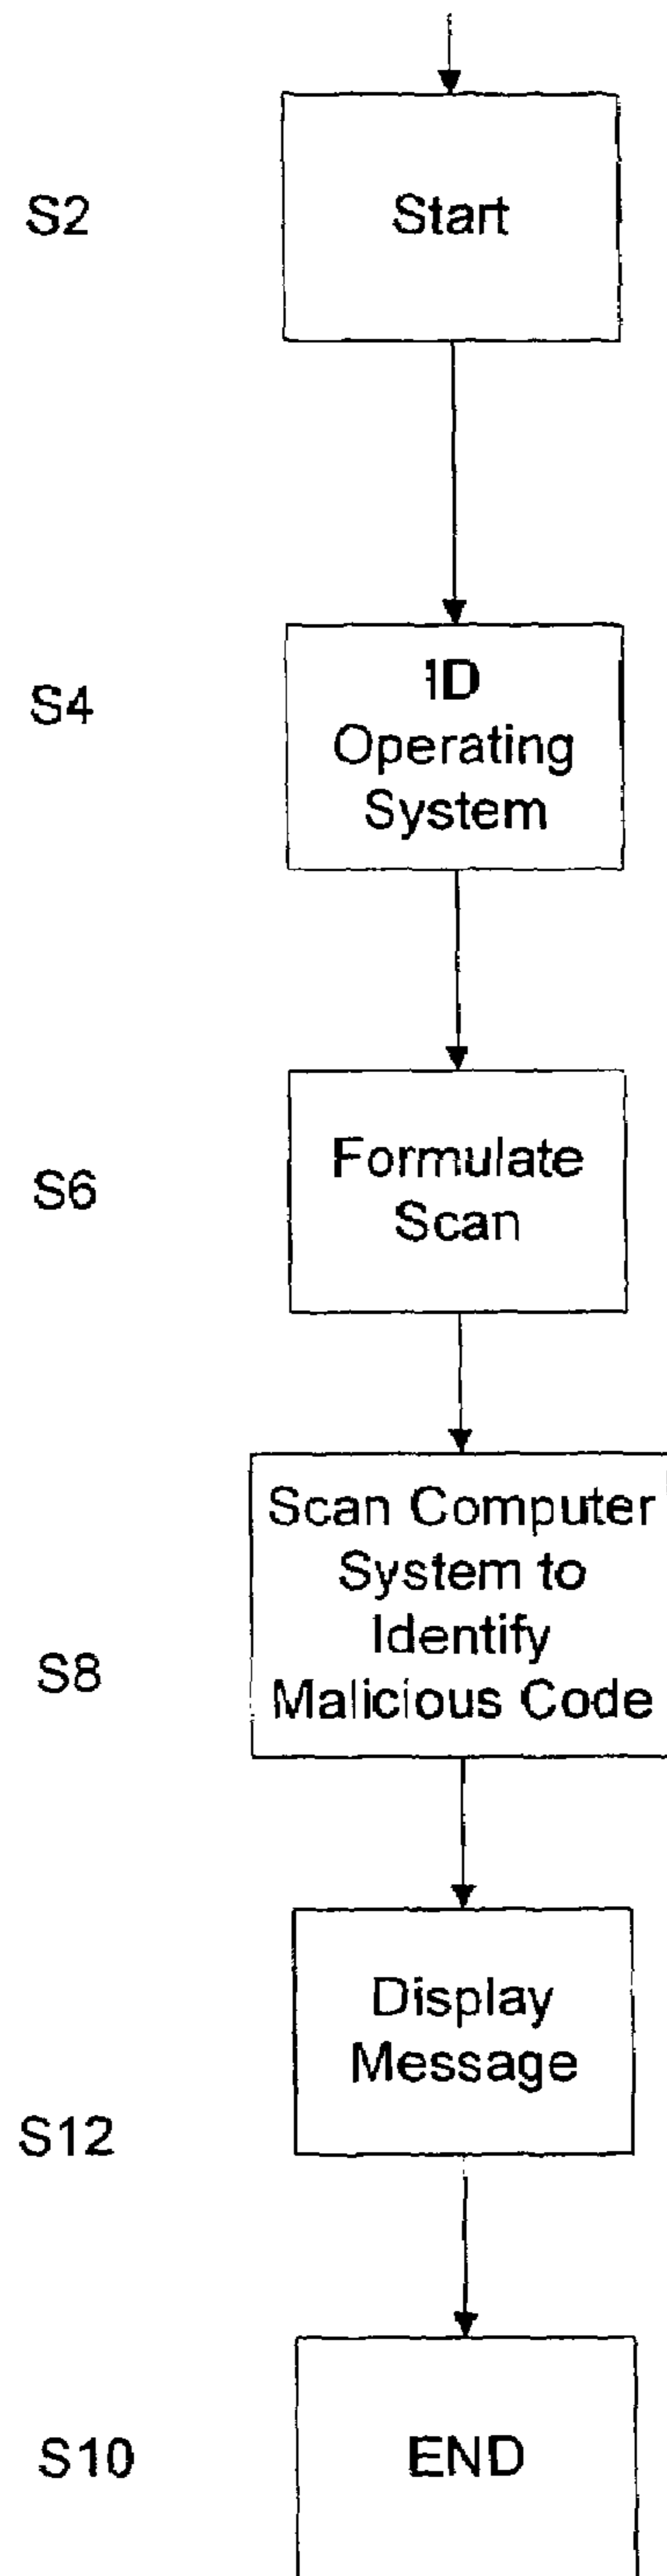 S2
Start
S4
ID
Operating
System
S6
Formulate
Scan
S8
Scan Computer
System to
Identify
Malicious Code
S12
Display
Message
S10
END